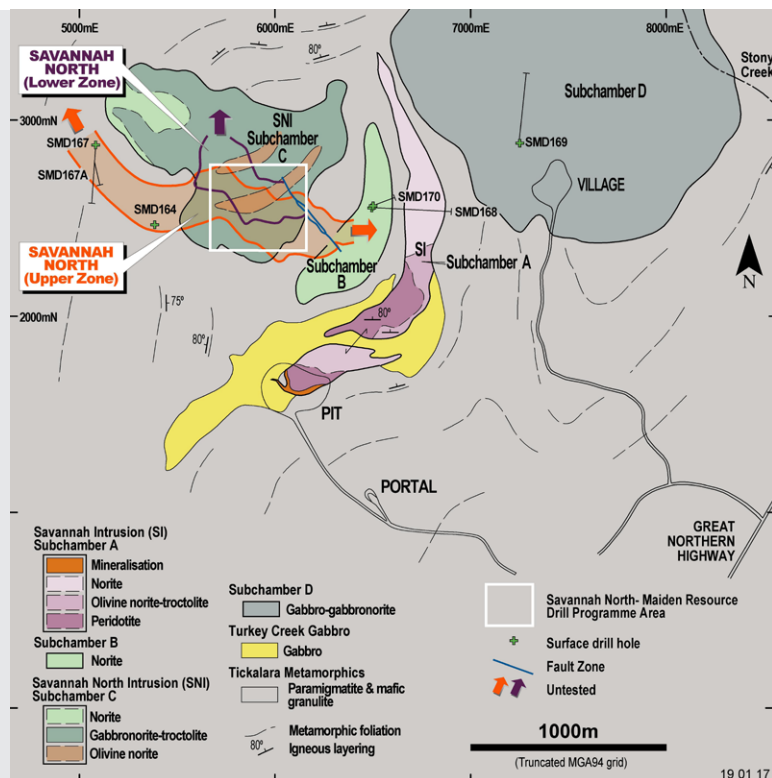 5000mE
6000mE
7000mE
8000mE
80°
SAVANNAH
NORTH
(Lower Zone)
Stony
Creek
Subchamber D
3000mN
SNI
Subchamber
C
SMD167
SMD169
SMD167A
VILLAGE
SMD170
SMD164
SMD168
SAVANNAH
NORTH
(Upper Zone)
SI
Subchamber A
Subchamber
B
N
75°
2000mN
80°
80°
PIT
PORTAL
GREAT
NORTHERN
HIGHWAY
Savannah Intrusion (SI)
Subchamber A
Mineralisation
Norite
Olivine norite-troctolite
Peridotite
Subchamber B
Norite
Savannah North Intrusion (SNI)
Subchamber C
Norite
Gabbronorite-troctolite
Olivine norite
Subchamber D
Gabbro-gabbronorite
Turkey Creek Gabbro
Gabbro
Tickalara Metamorphics
Paramigmatite & mafic
granulite
Metamorphic foliation
80° Igneous layering
Savannah North- Maiden Resource
Drill Programme Area
Surface drill hole
Fault Zone
Untested
1000m
(Truncated MGA94 grid)
19 01 17